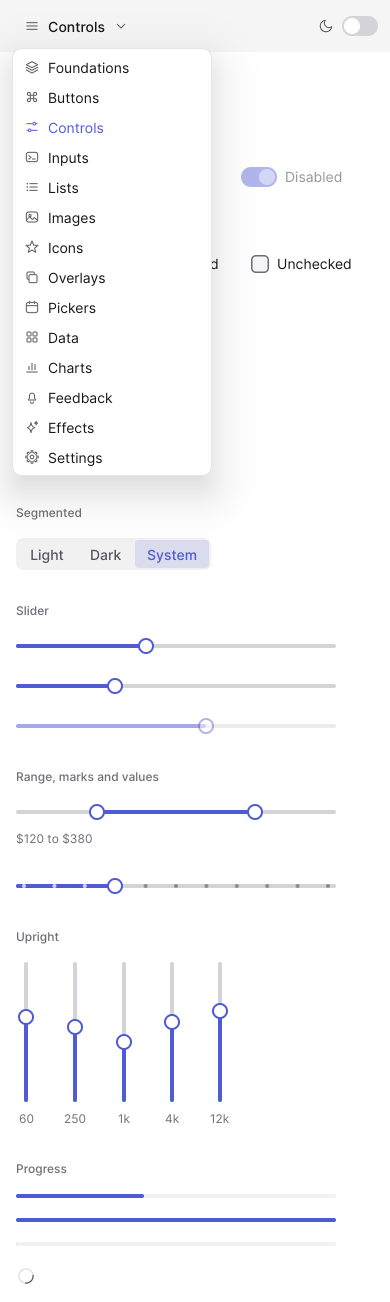 Controls
Foundations
Buttons
Controls
Inputs
Lists
Images
Icons
Overlays
Pickers
Data
Charts
Feedback
Effects
Settings
Disabled
d Unchecked
Segmented
Light Dark System
Slider
Range, marks and values
$120 to $380
Upright
60 250 1k 4k 12k
Progress